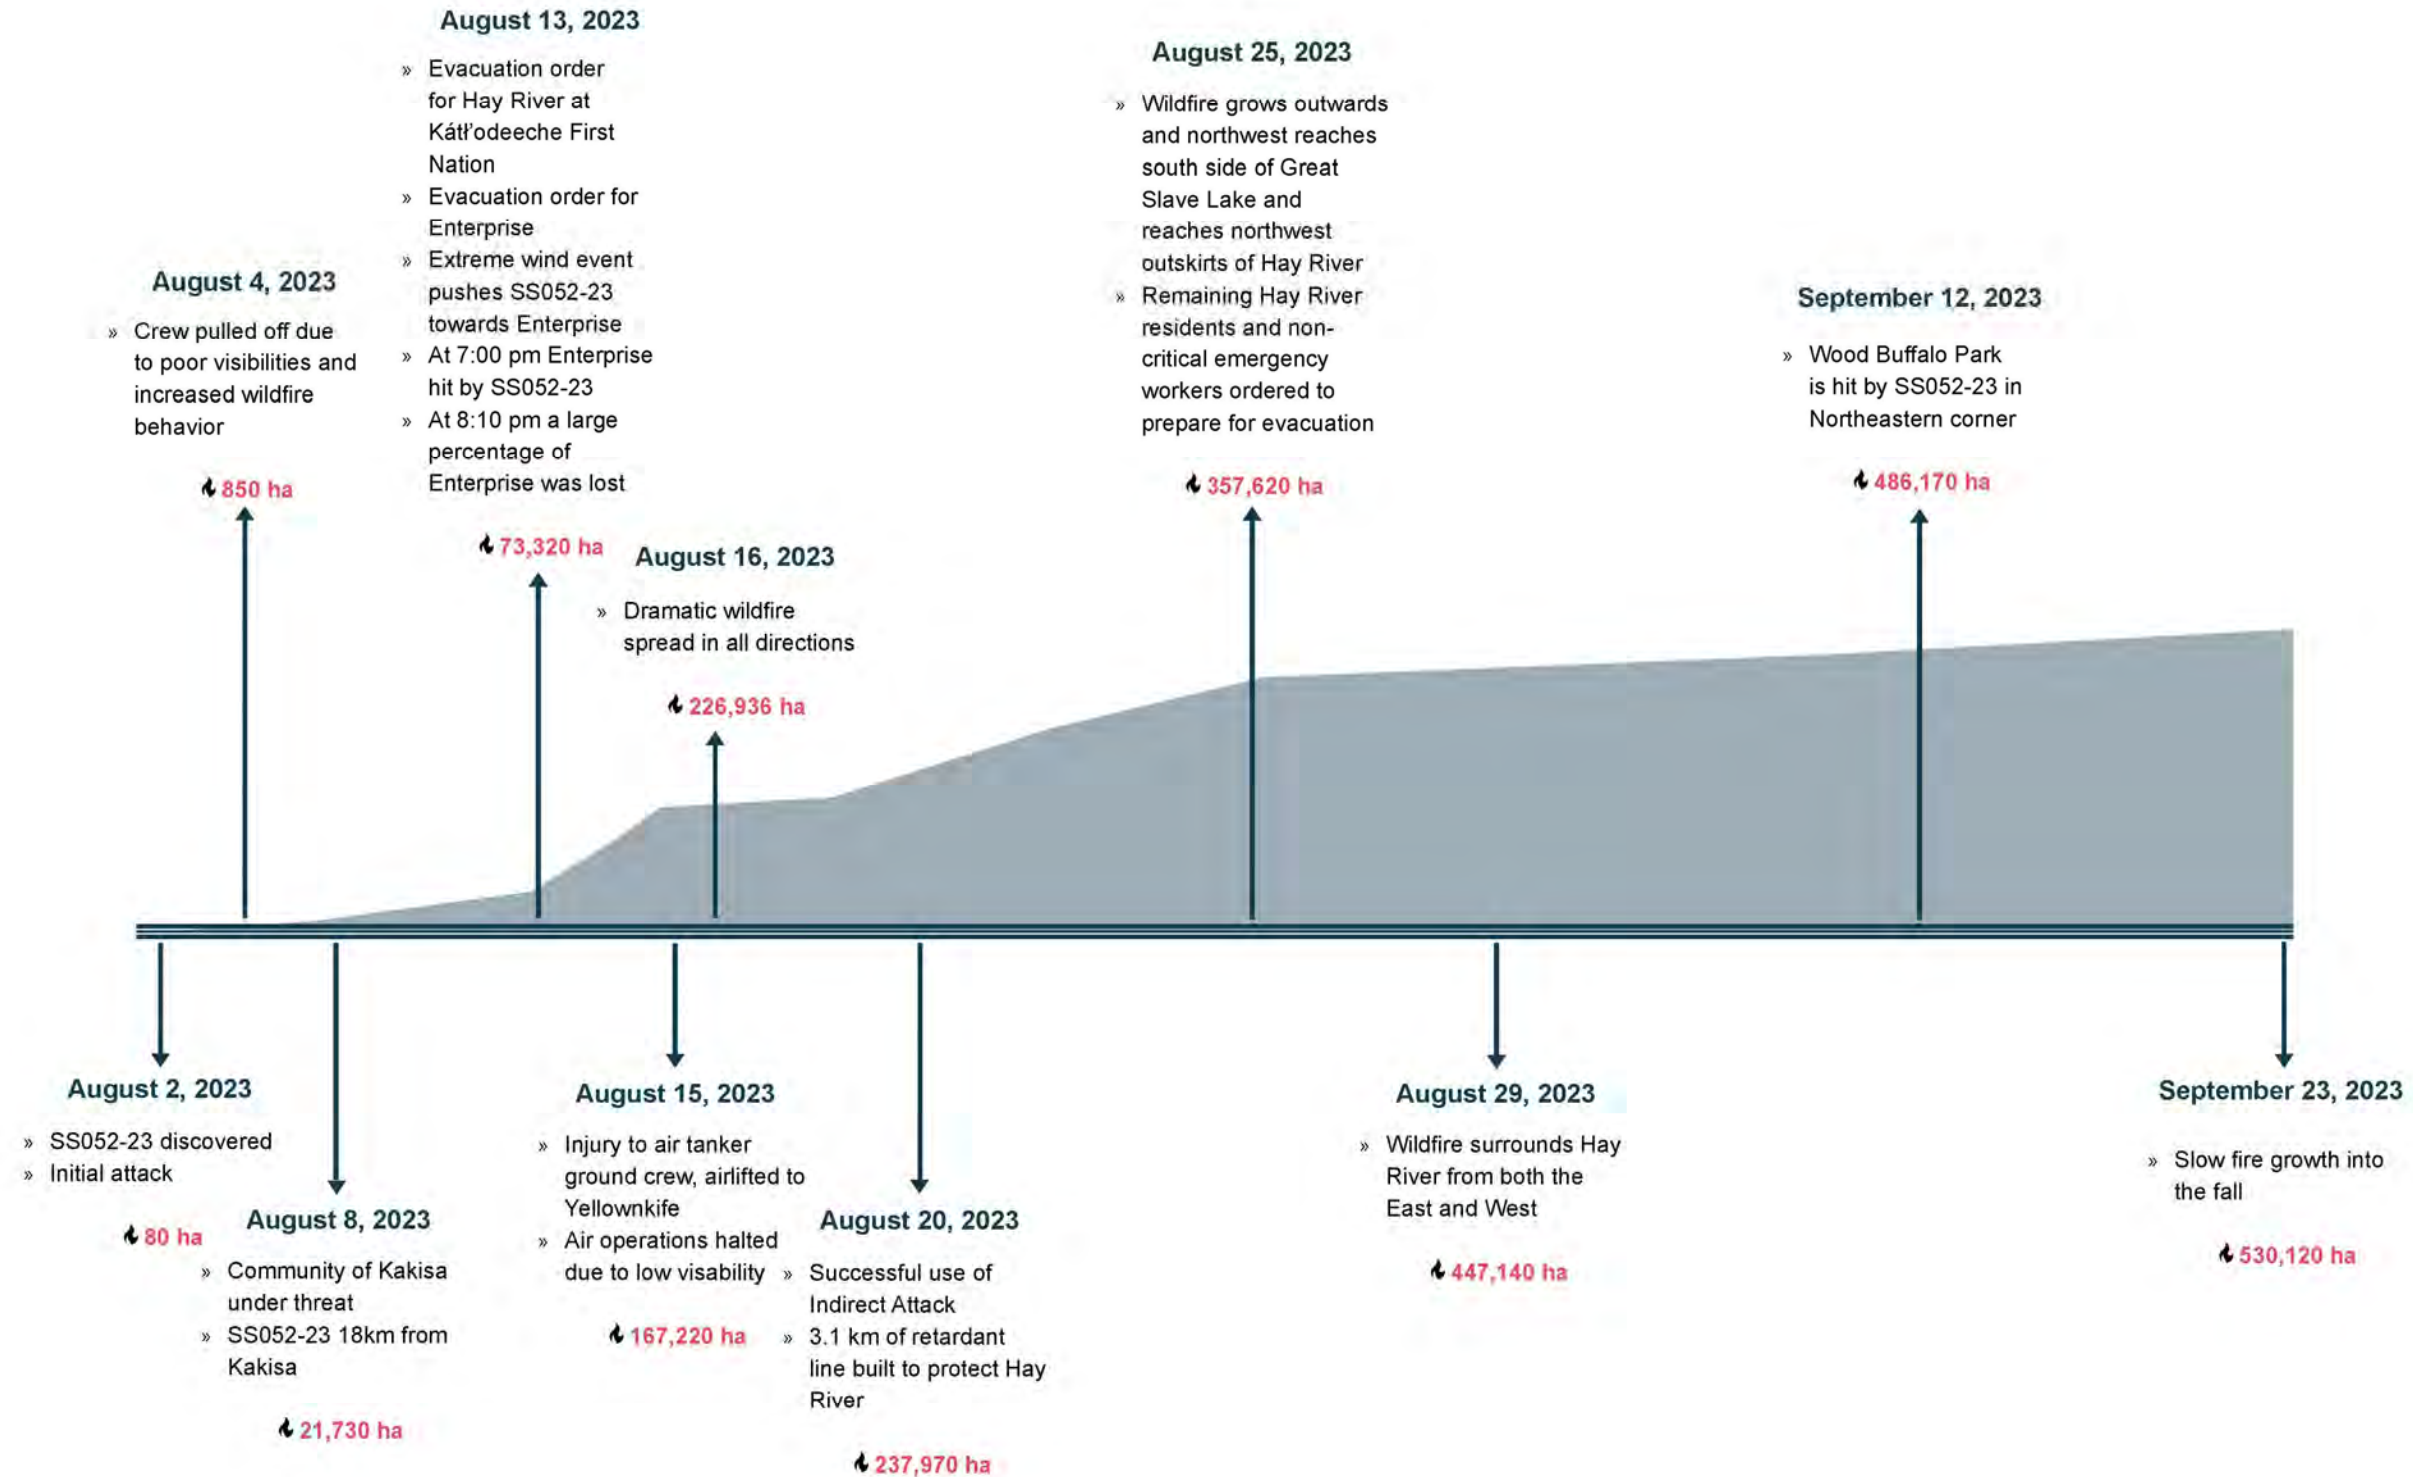 August 13, 2023
» Evacuation order
for Hay River at
Kátł'odeeche First
Nation
» Evacuation order for
Enterprise
» Extreme wind event
pushes SS052-23
towards Enterprise
» At 7:00 pm Enterprise
hit by SS052-23
» At 8:10 pm a large
percentage of
Enterprise was lost
73,320 ha
August 25, 2023
» Wildfire grows outwards
and northwest reaches
south side of Great
Slave Lake and
reaches northwest
outskirts of Hay River
» Remaining Hay River
residents and non-
critical emergency
workers ordered to
prepare for evacuation
357,620 ha
August 4, 2023
» Crew pulled off due
to poor visibilities and
increased wildfire
behavior
850 ha
September 12, 2023
» Wood Buffalo Park
is hit by SS052-23 in
Northeastern corner
486,170 ha
August 16, 2023
» Dramatic wildfire
spread in all directions
226,936 ha
August 2, 2023
» SS052-23 discovered
» Initial attack
80 ha
August 8, 2023
» Community of Kakisa
under threat
» SS052-23 18km from
Kakisa
21,730 ha
August 15, 2023
» Injury to air tanker
ground crew, airlifted to
Yellownkife
» Air operations halted
due to low visability
167,220 ha
August 20, 2023
» Successful use of
Indirect Attack
» 3.1 km of retardant
line built to protect Hay
River
237,970 ha
August 29, 2023
» Wildfire surrounds Hay
River from both the
East and West
447,140 ha
September 23, 2023
» Slow fire growth into
the fall
530,120 ha